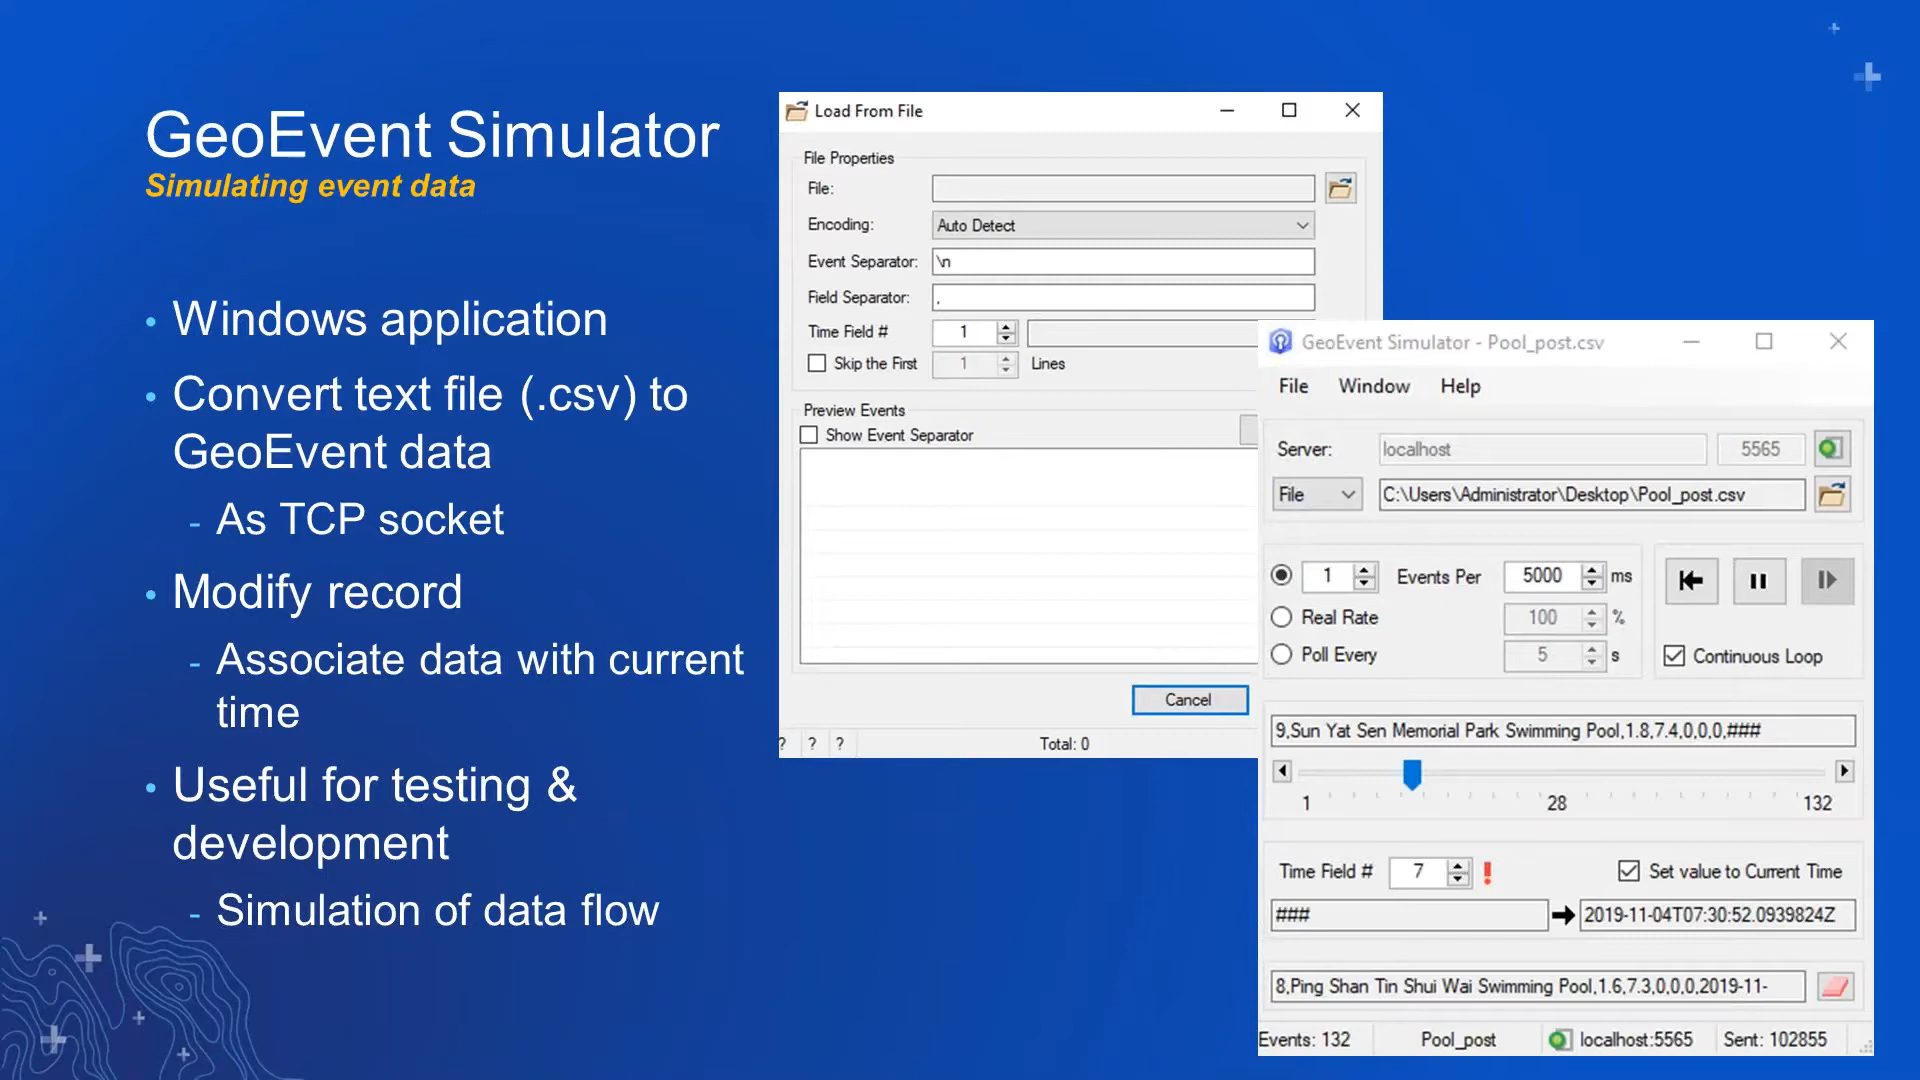 GeoEvent Simulator
Simulating event data
• Windows application
• Convert text file (.csv) to
GeoEvent data
- As TCP socket
• Modify record
- Associate data with current
time
• Useful for testing &
development
- Simulation of data flow
Load From File
File Properties
File:
Encoding: Auto Detect
Event Separator: \n
Field Separator: ,
Time Field # 1
Skip the First 1 Lines
Preview Events
Show Event Separator
Cancel
? ? ? Total: 0
GeoEvent Simulator - Pool_post.csv
File Window Help
Server: localhost 5565
File C:\Users\Administrator\Desktop\Pool_post.csv
1 Events Per 5000 ms
Real Rate 100 %
Poll Every 5 s
Continuous Loop
9,Sun Yat Sen Memorial Park Swimming Pool,1.8,7.4,0,0,0,###
1 28 132
Time Field # 7 ! Set value to Current Time
### 2019-11-04T07:30:52.0939824Z
8,Ping Shan Tin Shui Wai Swimming Pool,1.6,7.3,0,0,0,2019-11-
Events: 132 Pool_post localhost:5565 Sent: 102855